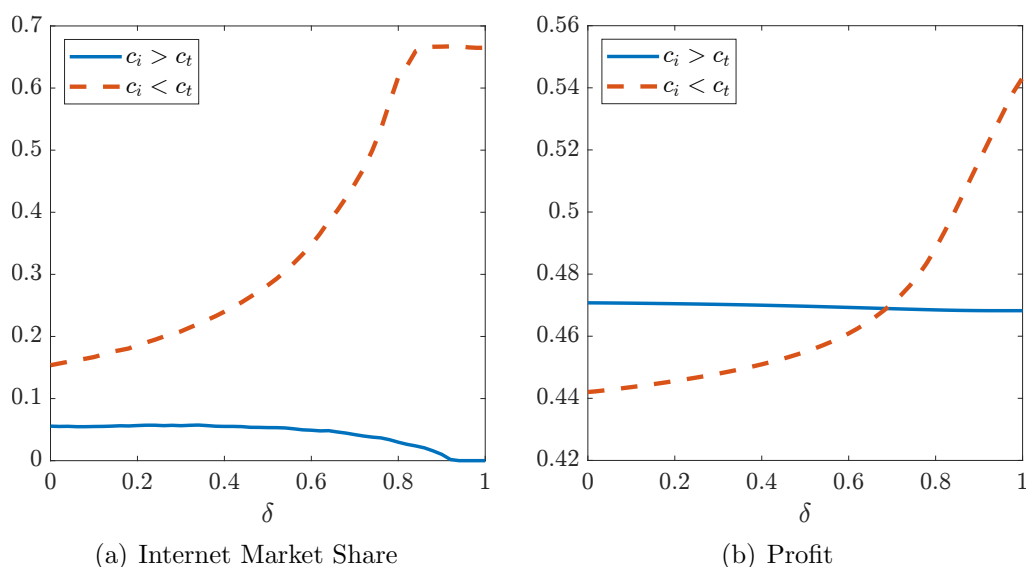 0.7
0.6
0.5
0.4
0.3
0.2
0.1
0
c_i > c_t
c_i < c_t
0 0.2 0.4 0.6 0.8 1
δ
(a) Internet Market Share
0.56
0.54
0.52
0.5
0.48
0.46
0.44
0.42
c_i > c_t
c_i < c_t
0 0.2 0.4 0.6 0.8 1
δ
(b) Profit